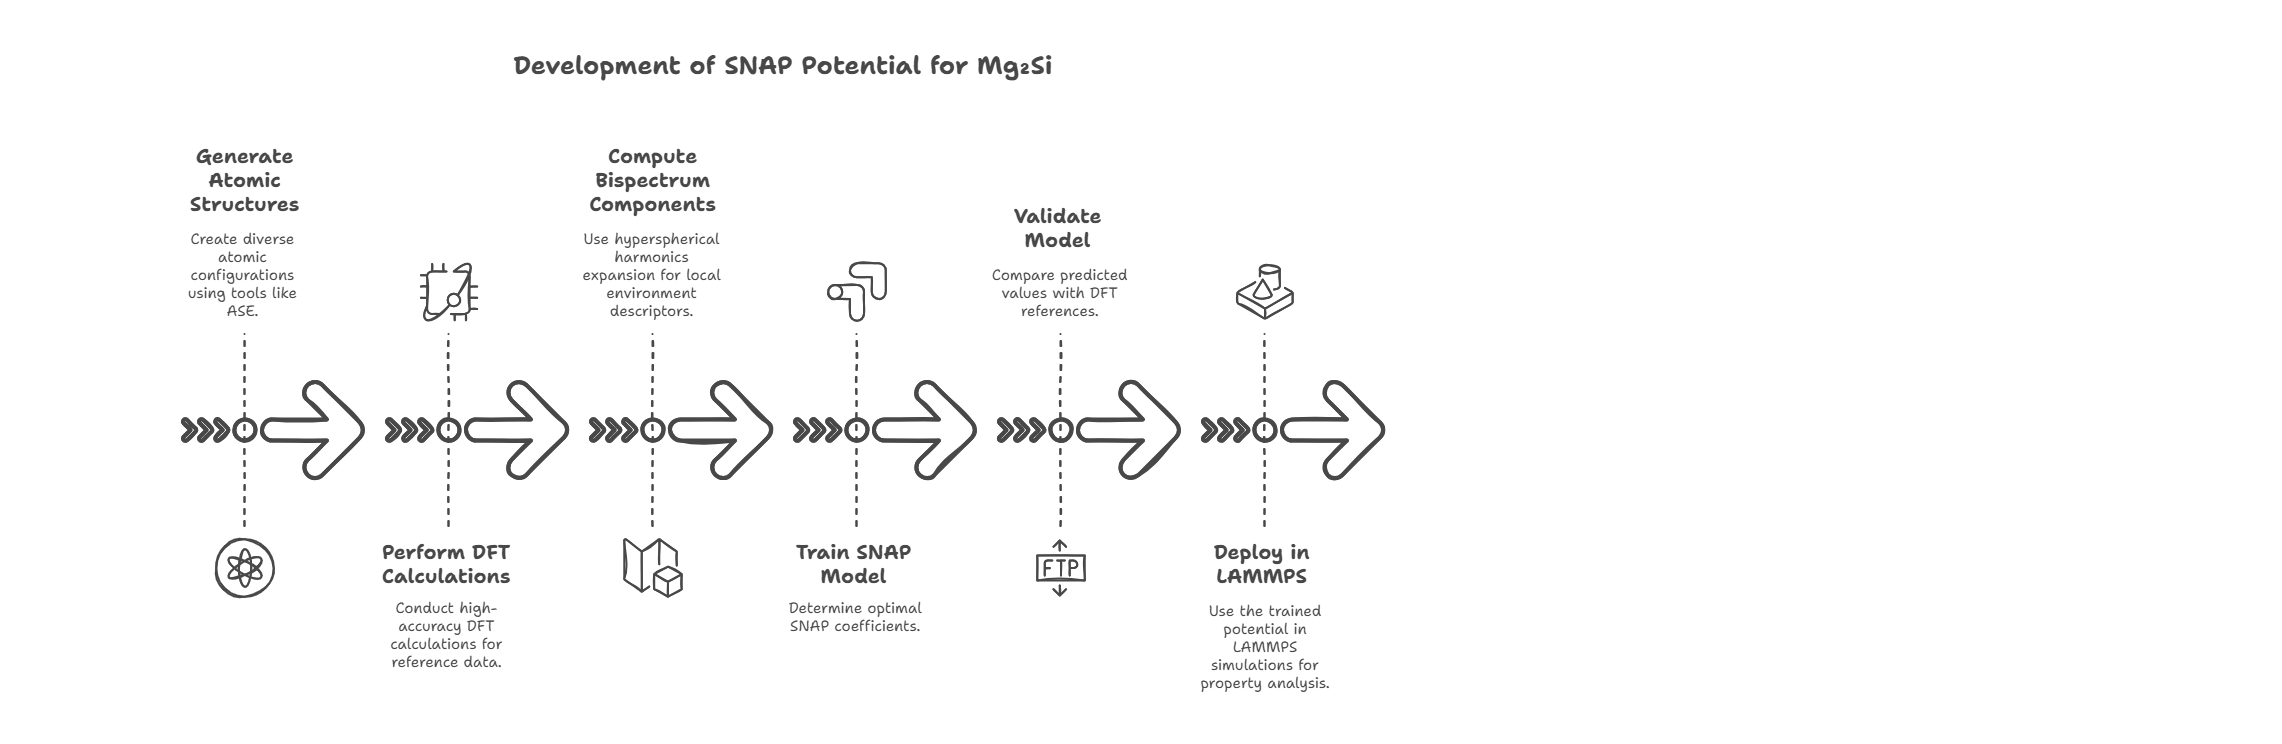 Development of SNAP Potential for Mg₂Si
Generate
Atomic
Structures
Create diverse
atomic
configurations
using tools like
ASE.
Perform DFT
Calculations
Conduct high-
accuracy DFT
calculations for
reference data.
Compute
Bispectrum
Components
Use hyperspherical
harmonics
expansion for local
environment
descriptors.
Train SNAP
Model
Determine optimal
SNAP coefficients.
Validate
Model
Compare predicted
values with DFT
references.
FTP
Deploy in
LAMMPS
Use the trained
potential in
LAMMPS
simulations for
property analysis.